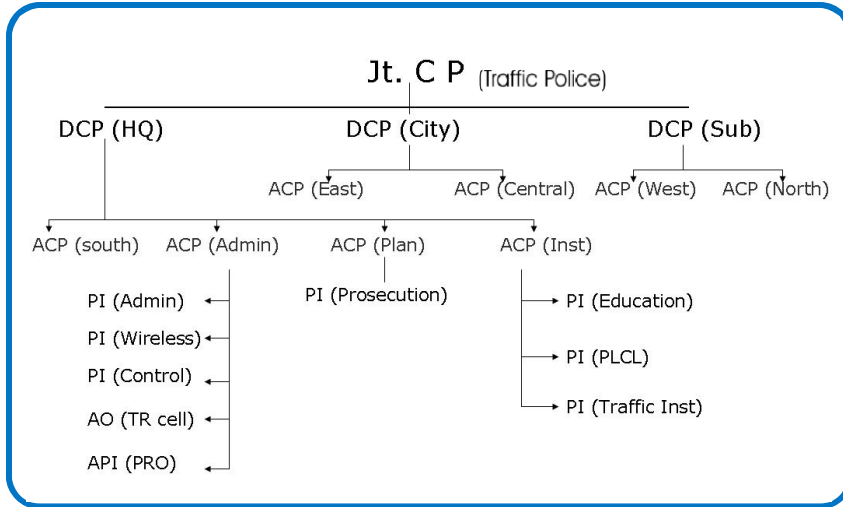 Jt. C P (Traffic Police)
DCP (HQ) DCP (City) DCP (Sub)
ACP (East) ACP (Central) ACP (West) ACP (North)
ACP (south) ACP (Admin) ACP (Plan) ACP (Inst)
PI (Admin) PI (Prosecution) PI (Education)
PI (Wireless)
PI (PLCL)
PI (Control)
PI (Traffic Inst)
AO (TR cell)
API (PRO)